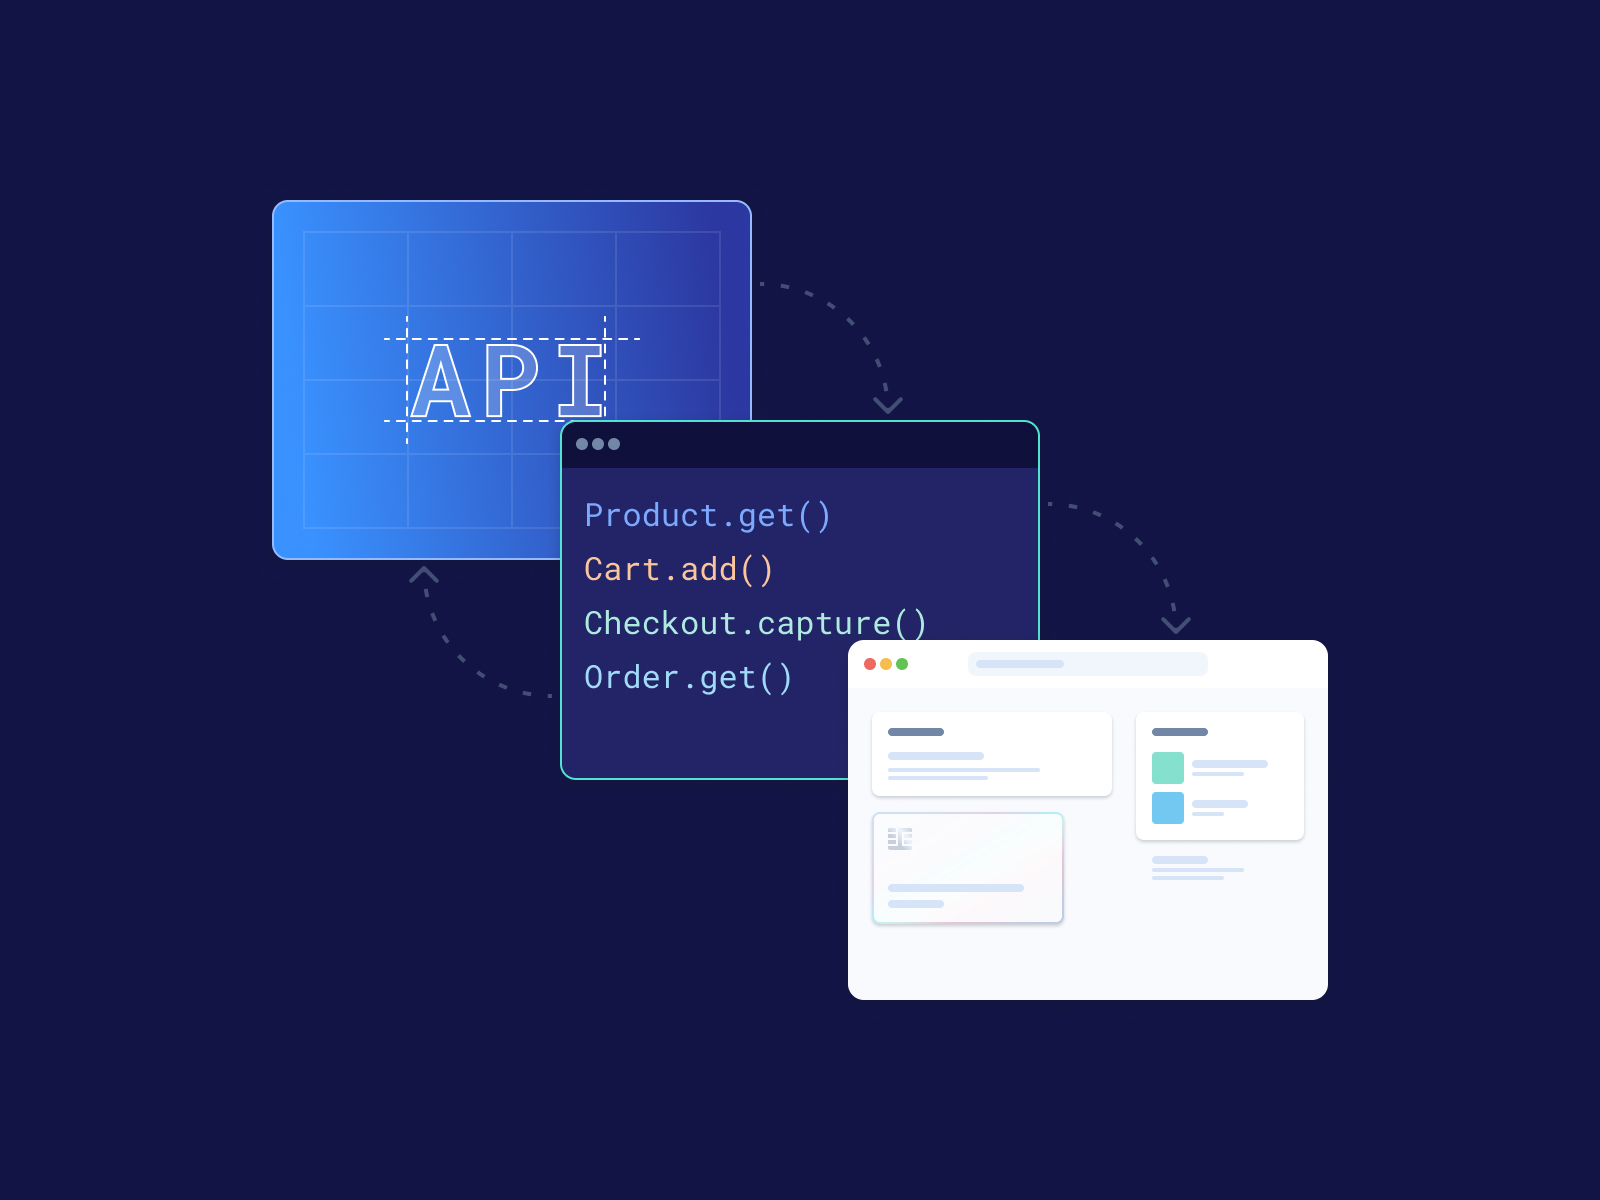 API
Product.get()
Cart.add()
Checkout.capture()
Order.get()